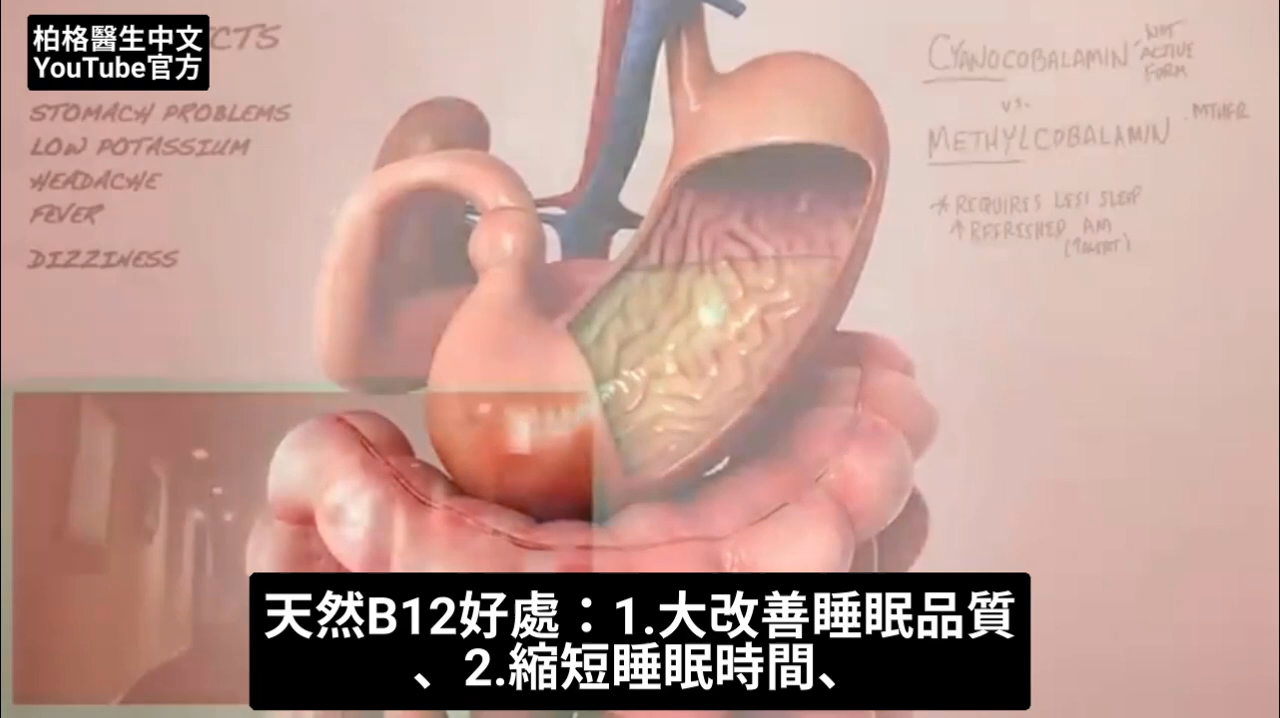 柏格醫生中文
YouTube官方
CTS
STOMACH PROBLEMS
LOW POTASSIUM
HEADACHE
FEVER
DIZZINESS
CYANOCOBALAMIN
NOT
ACTIVE
FORM
vs.
METHYLCOBALAMIN
. MTHFR
* REQUIRES LESS SLEEP
↑ REFRESHED AM
(↑ALERT)
天然B12好處：1.大改善睡眠品質
、2.縮短睡眠時間、